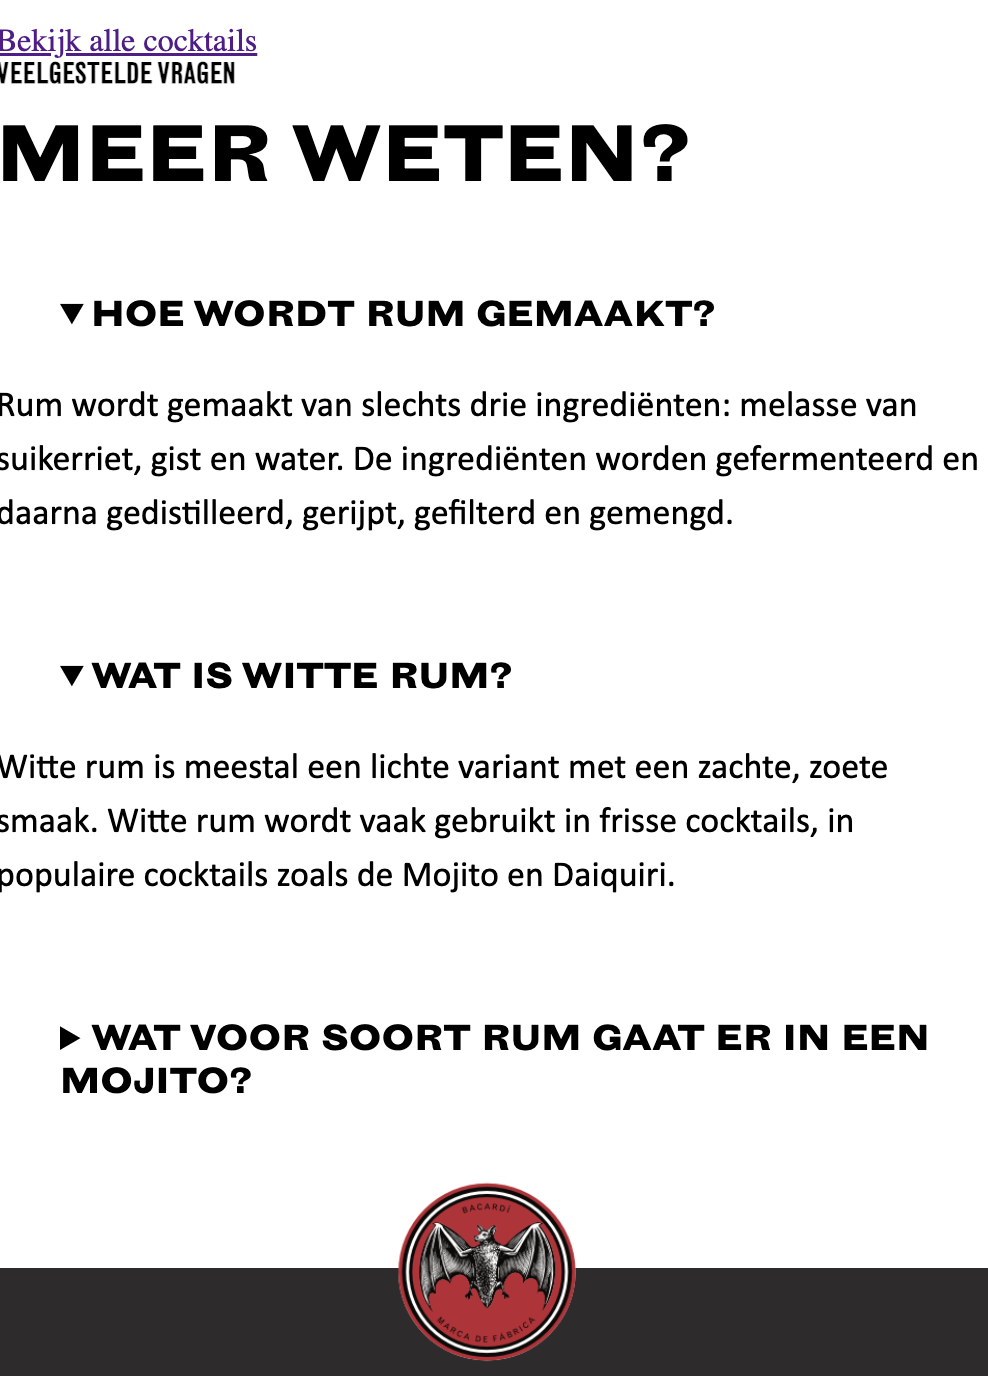 Bekijk alle cocktails
VEELGESTELDE VRAGEN
MEER WETEN?
HOE WORDT RUM GEMAAKT?
Rum wordt gemaakt van slechts drie ingrediënten: melasse van
suikerriet, gist en water. De ingrediënten worden gefermenteerd en
daarna gedistilleerd, gerijpt, gefilterd en gemengd.
WAT IS WITTE RUM?
Witte rum is meestal een lichte variant met een zachte, zoete
smaak. Witte rum wordt vaak gebruikt in frisse cocktails, in
populaire cocktails zoals de Mojito en Daiquiri.
WAT VOOR SOORT RUM GAAT ER IN EEN
MOJITO?
BACARDÍ
MARCA DE FÁBRICA